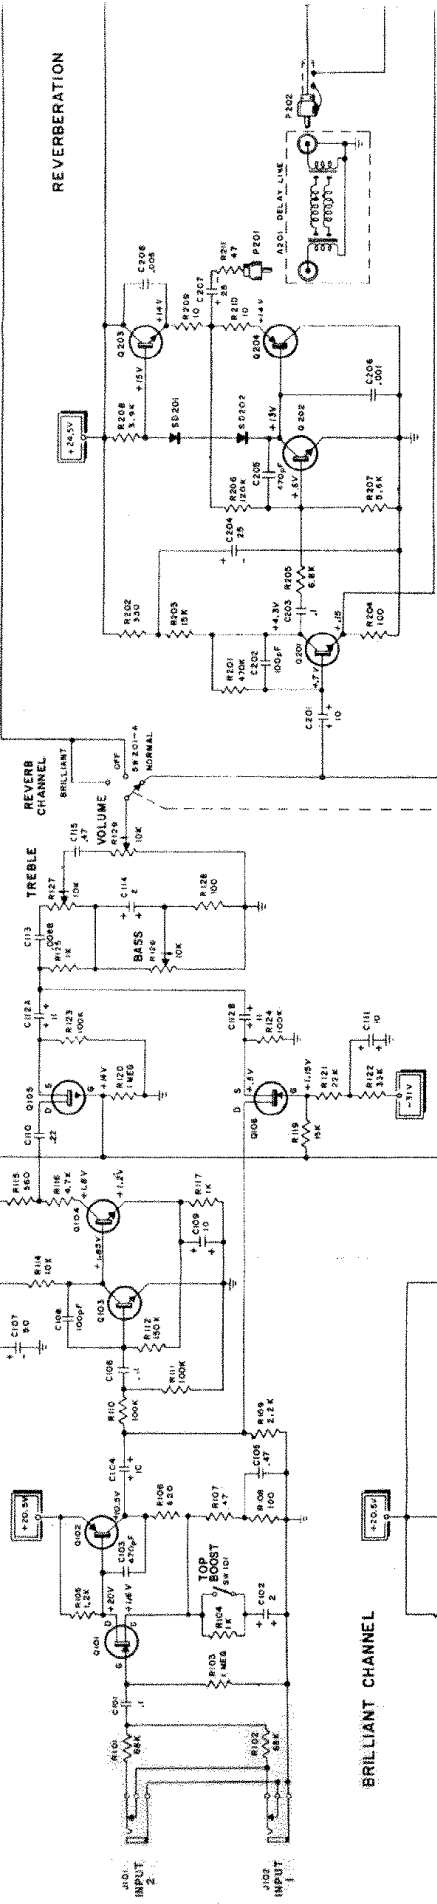 J101
INPUT
2
J102
INPUT
1
R101
68K
R102
68K
C101
.1
R103
1 MEG
Q101
G
D
S
+20V
+1.6V
R105
1.2K
TOP
BOOST
SW101
R104
1K
C102
2
+20.5V
Q102
C103
470pF
+10.5V
R106
620
R107
47
R108
100
C105
.47
R109
2.2K
C104
10
R110
100K
R111
100K
C106
.1
R112
150K
C107
50
C108
100pF
R114
10K
Q103
+1.85V
R115
560
R116
4.7K
+1.8V
Q104
+1.2V
C109
10
R117
1K
C110
.22
Q105
D
S
G
+14V
R120
1 MEG
R123
100K
C112A
11
Q106
D
S
G
+.5V
+1.15V
R119
15K
R121
22K
R122
33K
C111
10
-31V
C112B
11
R124
100K
C113
.0068
R125
1K
TREBLE
R127
10K
BASS
R126
10K
C114
2
R128
100
C115
.47
VOLUME
R129
10K
REVERB
CHANNEL
BRILLIANT
OFF
SW201-A
NORMAL
C201
10
+.7V
Q201
+.15
R204
100
R201
470K
C202
100pF
+4.3V
C203
.1
R202
330
R203
15K
R205
6.8K
C204
25
R206
120K
C205
470pF
+.6V
Q202
R207
5.6K
+24.5V
R208
3.9K
SD201
SD202
+15V
+13V
C206
.001
Q203
+14V
C208
.005
R209
10
C207
25
R210
10
+14V
Q204
R211
47
P201
A201 DELAY LINE
P202
REVERBERATION
+20.5V
BRILLIANT CHANNEL